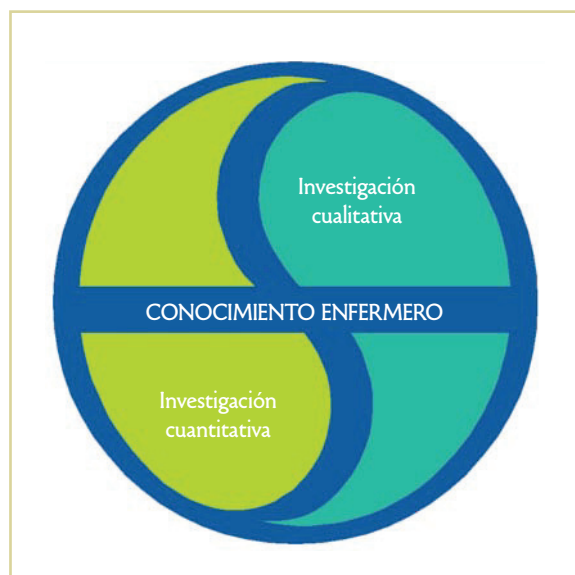 Investigación
cualitativa
CONOCIMIENTO ENFERMERO
Investigación
cuantitativa